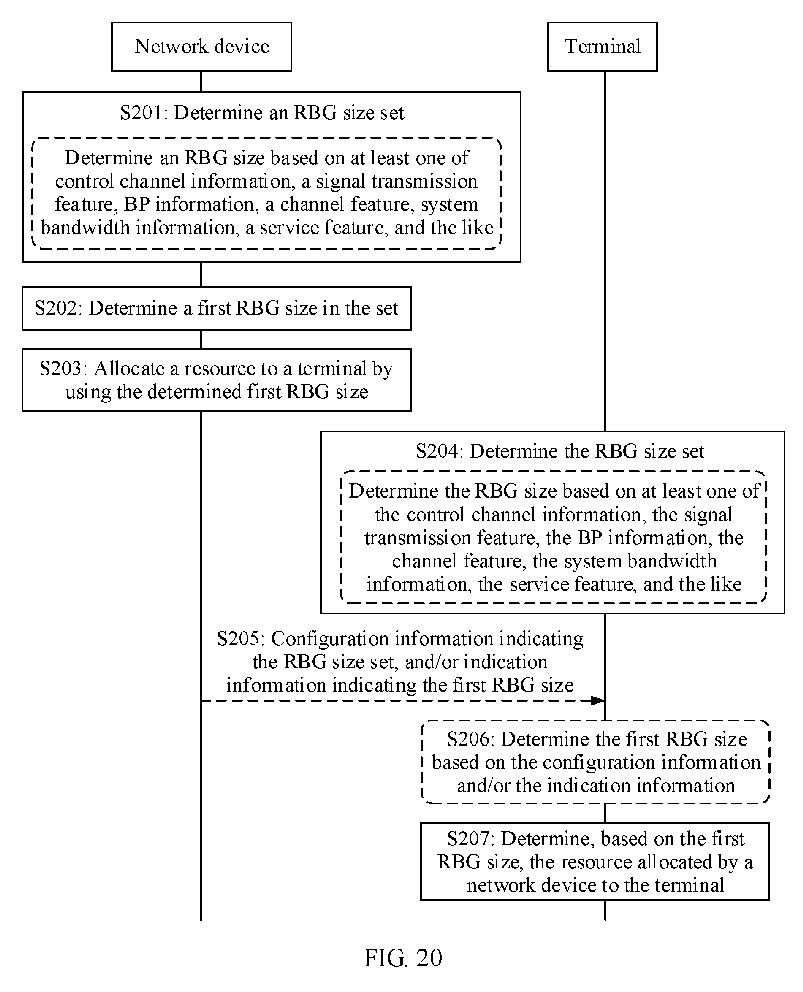 Network device
Terminal
S201: Determine an RBG size set
Determine an RBG size based on at least one of
control channel information, a signal transmission
feature, BP information, a channel feature, system
bandwidth information, a service feature, and the like
S202: Determine a first RBG size in the set
S203: Allocate a resource to a terminal by
using the determined first RBG size
S204: Determine the RBG size set
Determine the RBG size based on at least one of
the control channel information, the signal
transmission feature, the BP information, the
channel feature, the system bandwidth
information, the service feature, and the like
S205: Configuration information indicating
the RBG size set, and/or indication
information indicating the first RBG size
S206: Determine the first RBG size
based on the configuration information
and/or the indication information
S207: Determine, based on the first
RBG size, the resource allocated by a
network device to the terminal
FIG. 20